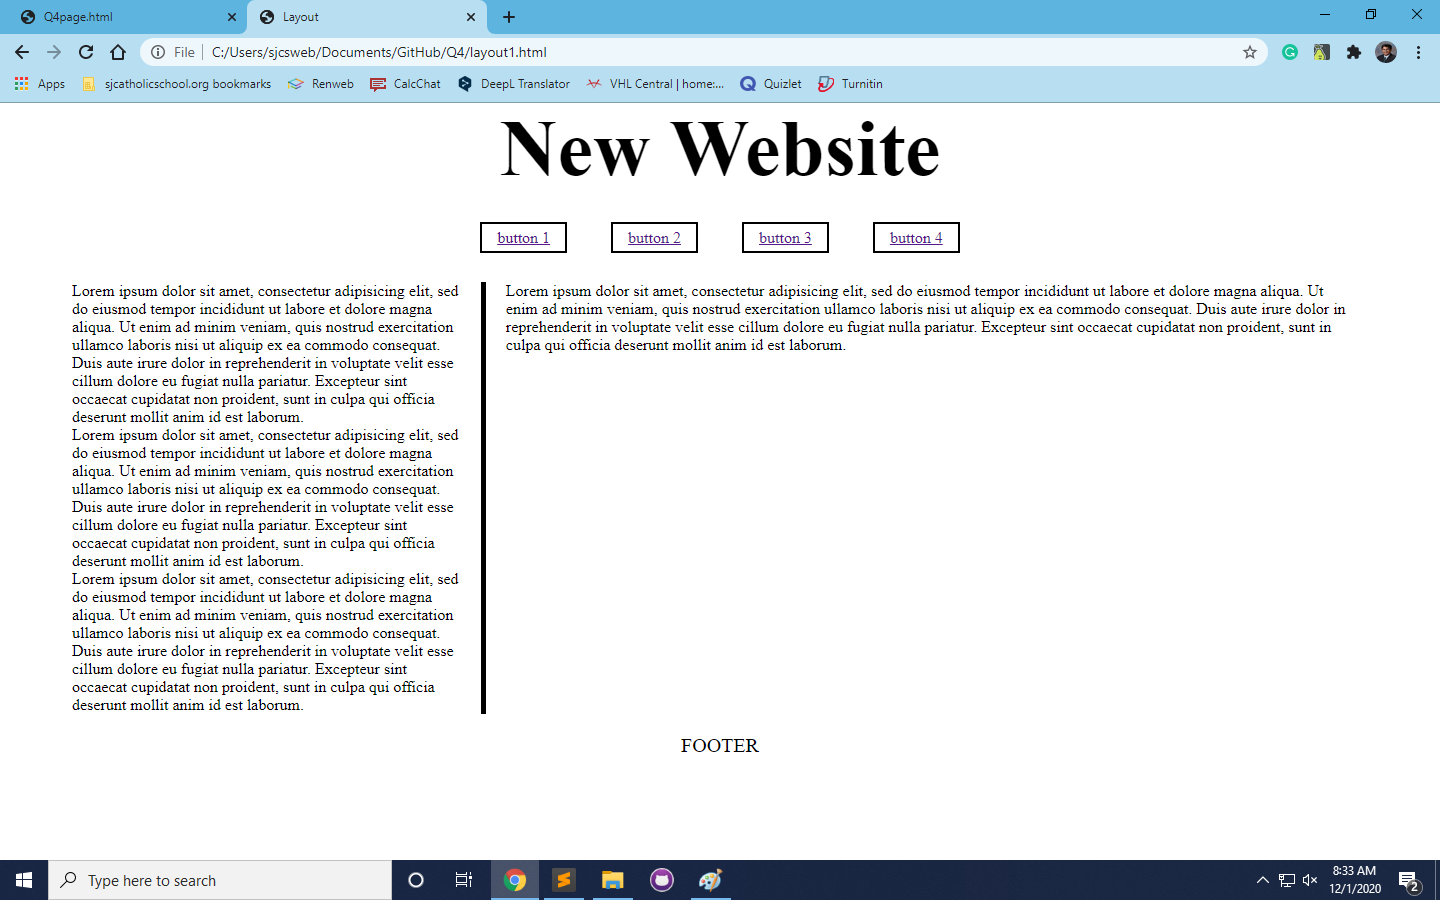 Q4page.html
Layout
File
C:/Users/sjcsweb/Documents/GitHub/Q4/layout1.html
Apps
sjcatholicschool.org bookmarks
Renweb
CalcChat
DeepL Translator
VHL Central | home:...
Quizlet
Turnitin
New Website
button 1
button 2
button 3
button 4
Lorem ipsum dolor sit amet, consectetur adipisicing elit, sed
do eiusmod tempor incididunt ut labore et dolore magna
aliqua. Ut enim ad minim veniam, quis nostrud exercitation
ullamco laboris nisi ut aliquip ex ea commodo consequat.
Duis aute irure dolor in reprehenderit in voluptate velit esse
cillum dolore eu fugiat nulla pariatur. Excepteur sint
occaecat cupidatat non proident, sunt in culpa qui officia
deserunt mollit anim id est laborum.
Lorem ipsum dolor sit amet, consectetur adipisicing elit, sed
do eiusmod tempor incididunt ut labore et dolore magna
aliqua. Ut enim ad minim veniam, quis nostrud exercitation
ullamco laboris nisi ut aliquip ex ea commodo consequat.
Duis aute irure dolor in reprehenderit in voluptate velit esse
cillum dolore eu fugiat nulla pariatur. Excepteur sint
occaecat cupidatat non proident, sunt in culpa qui officia
deserunt mollit anim id est laborum.
Lorem ipsum dolor sit amet, consectetur adipisicing elit, sed
do eiusmod tempor incididunt ut labore et dolore magna
aliqua. Ut enim ad minim veniam, quis nostrud exercitation
ullamco laboris nisi ut aliquip ex ea commodo consequat.
Duis aute irure dolor in reprehenderit in voluptate velit esse
cillum dolore eu fugiat nulla pariatur. Excepteur sint
occaecat cupidatat non proident, sunt in culpa qui officia
deserunt mollit anim id est laborum.
Lorem ipsum dolor sit amet, consectetur adipisicing elit, sed do eiusmod tempor incididunt ut labore et dolore magna aliqua. Ut
enim ad minim veniam, quis nostrud exercitation ullamco laboris nisi ut aliquip ex ea commodo consequat. Duis aute irure dolor in
reprehenderit in voluptate velit esse cillum dolore eu fugiat nulla pariatur. Excepteur sint occaecat cupidatat non proident, sunt in
culpa qui officia deserunt mollit anim id est laborum.
FOOTER
Type here to search
8:33 AM
12/1/2020
2